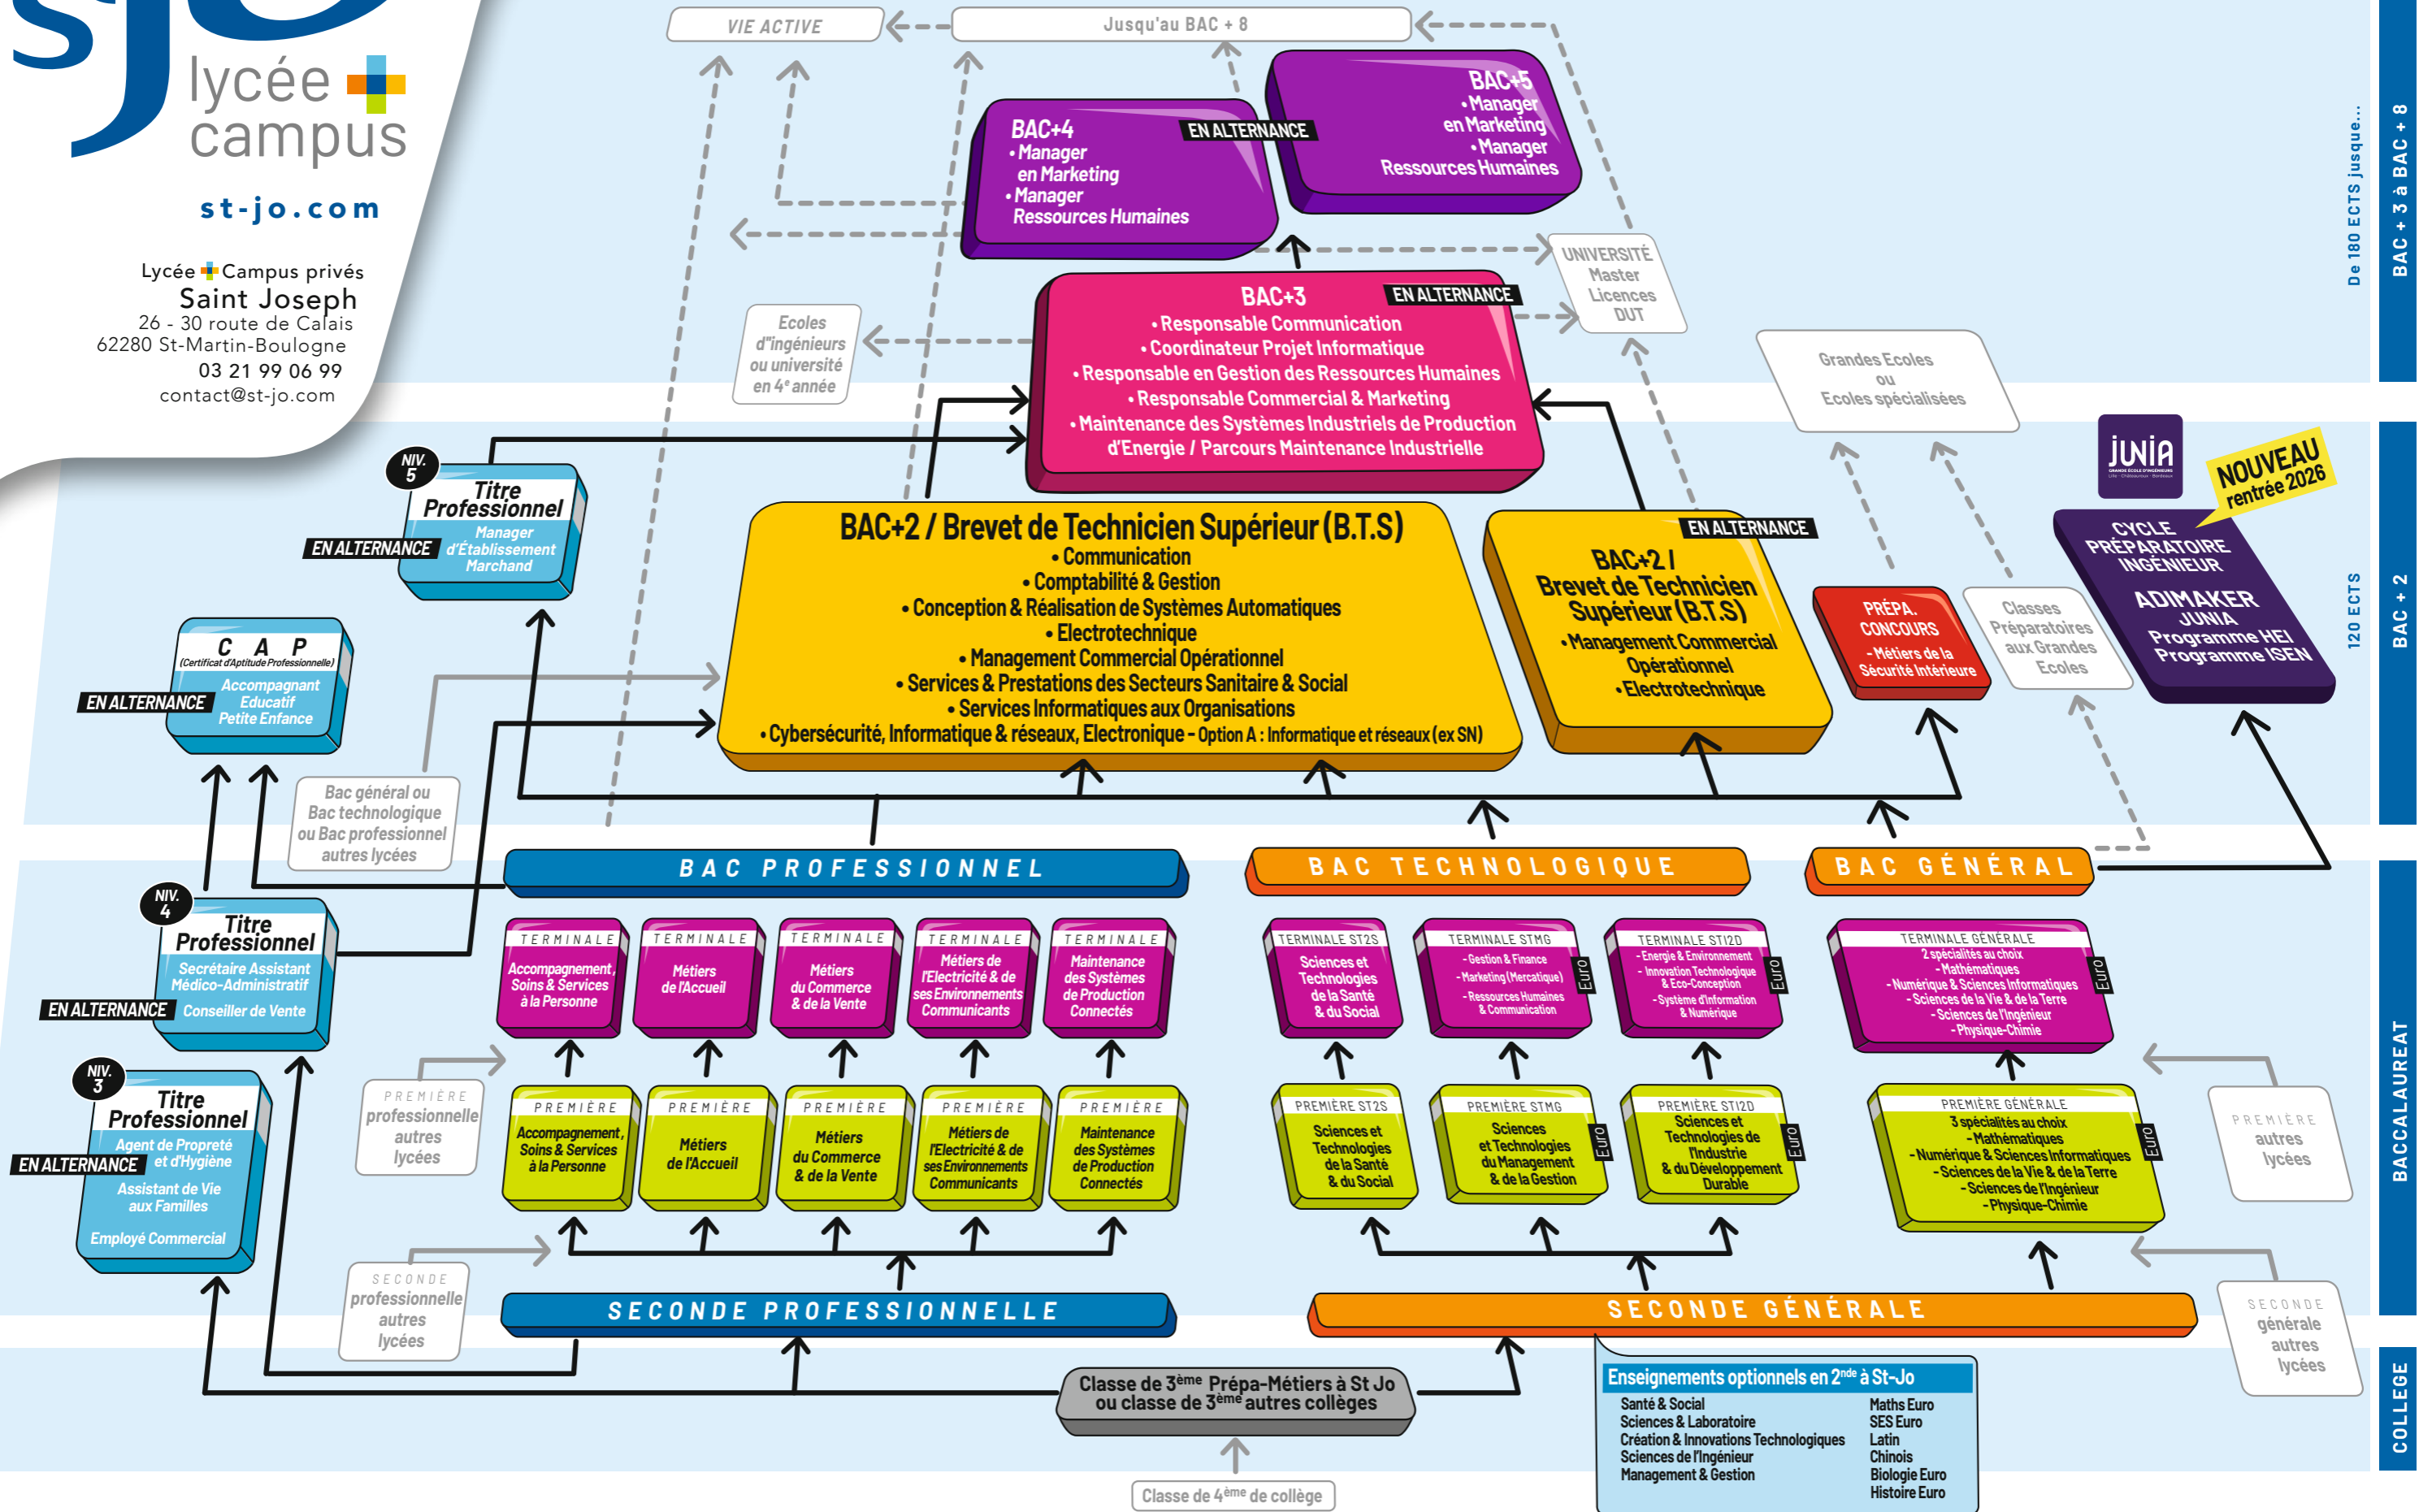 sjo
lycée
campus
st-jo.com
Lycée Campus privés
Saint Joseph
26 - 30 route de Calais
62280 St-Martin-Boulogne
03 21 99 06 99
contact@st-jo.com
VIE ACTIVE
Jusqu'au BAC + 8
BAC+5
• Manager
en Marketing
• Manager
Ressources Humaines
EN ALTERNANCE
BAC+4
• Manager
en Marketing
• Manager
Ressources Humaines
UNIVERSITÉ
Master
Licences
DUT
De 180 ECTS jusque...
BAC + 3 à BAC + 8
BAC+3
EN ALTERNANCE
• Responsable Communication
• Coordinateur Projet Informatique
• Responsable en Gestion des Ressources Humaines
• Responsable Commercial & Marketing
• Maintenance des Systèmes Industriels de Production
d'Energie / Parcours Maintenance Industrielle
Ecoles
d"ingénieurs
ou université
en 4e année
Grandes Ecoles
ou
Ecoles spécialisées
JUNIA
GRANDE ÉCOLE D'INGÉNIEURS
Lille · Châteauroux · Bordeaux
NOUVEAU
rentrée 2026
CYCLE
PRÉPARATOIRE
INGÉNIEUR
ADIMAKER
JUNIA
Programme HEI
Programme ISEN
120 ECTS
BAC + 2
NIV.
5
Titre
Professionnel
Manager
d'Établissement
Marchand
EN ALTERNANCE
BAC+2 / Brevet de Technicien Supérieur (B.T.S)
• Communication
• Comptabilité & Gestion
• Conception & Réalisation de Systèmes Automatiques
• Electrotechnique
• Management Commercial Opérationnel
• Services & Prestations des Secteurs Sanitaire & Social
• Services Informatiques aux Organisations
• Cybersécurité, Informatique & réseaux, Electronique - Option A : Informatique et réseaux (ex SN)
EN ALTERNANCE
BAC+2 /
Brevet de Technicien
Supérieur (B.T.S)
• Management Commercial
Opérationnel
• Electrotechnique
PRÉPA.
CONCOURS
- Métiers de la
Sécurité Intérieure
Classes
Préparatoires
aux Grandes
Ecoles
C A P
(Certificat d'Aptitude Professionnelle)
Accompagnant
Educatif
Petite Enfance
EN ALTERNANCE
Bac général ou
Bac technologique
ou Bac professionnel
autres lycées
BAC PROFESSIONNEL
BAC TECHNOLOGIQUE
BAC GÉNÉRAL
BACCALAUREAT
NIV.
4
Titre
Professionnel
Secrétaire Assistant
Médico-Administratif
Conseiller de Vente
EN ALTERNANCE
TERMINALE
Accompagnement,
Soins & Services
à la Personne
TERMINALE
Métiers
de l'Accueil
TERMINALE
Métiers
du Commerce
& de la Vente
TERMINALE
Métiers de
l'Electricité & de
ses Environnements
Communicants
TERMINALE
Maintenance
des Systèmes
de Production
Connectés
TERMINALE ST2S
Sciences et
Technologies
de la Santé
& du Social
TERMINALE STMG
- Gestion & Finance
- Marketing (Mercatique)
- Ressources Humaines
& Communication
Euro
TERMINALE STI2D
- Energie & Environnement
- Innovation Technologique
& Eco-Conception
- Système d'Information
& Numérique
Euro
TERMINALE GÉNÉRALE
2 spécialités au choix
- Mathématiques
- Numérique & Sciences Informatiques
- Sciences de la Vie & de la Terre
- Sciences de l'Ingénieur
- Physique-Chimie
Euro
NIV.
3
Titre
Professionnel
Agent de Propreté
et d'Hygiène
Assistant de Vie
aux Familles
Employé Commercial
EN ALTERNANCE
PREMIÈRE
professionnelle
autres
lycées
PREMIÈRE
Accompagnement,
Soins & Services
à la Personne
PREMIÈRE
Métiers
de l'Accueil
PREMIÈRE
Métiers
du Commerce
& de la Vente
PREMIÈRE
Métiers de
l'Electricité & de
ses Environnements
Communicants
PREMIÈRE
Maintenance
des Systèmes
de Production
Connectés
PREMIÈRE ST2S
Sciences et
Technologies
de la Santé
& du Social
PREMIÈRE STMG
Sciences
et Technologies
du Management
& de la Gestion
Euro
PREMIÈRE STI2D
Sciences et
Technologies de
l'Industrie
& du Développement
Durable
Euro
PREMIÈRE GÉNÉRALE
3 spécialités au choix
- Mathématiques
- Numérique & Sciences Informatiques
- Sciences de la Vie & de la Terre
- Sciences de l'Ingénieur
- Physique-Chimie
Euro
PREMIÈRE
autres
lycées
SECONDE
professionnelle
autres
lycées
SECONDE PROFESSIONNELLE
SECONDE GÉNÉRALE
SECONDE
générale
autres
lycées
COLLEGE
Classe de 3ème Prépa-Métiers à St Jo
ou classe de 3ème autres collèges
Classe de 4ème de collège
Enseignements optionnels en 2nde à St-Jo
Santé & Social
Sciences & Laboratoire
Création & Innovations Technologiques
Sciences de l'Ingénieur
Management & Gestion
Maths Euro
SES Euro
Latin
Chinois
Biologie Euro
Histoire Euro